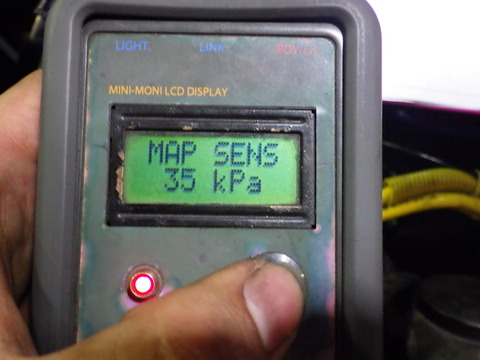 LIGHT. LINK POWER
MINI-MONI LCD DISPLAY
MAP SENS
35 kPa